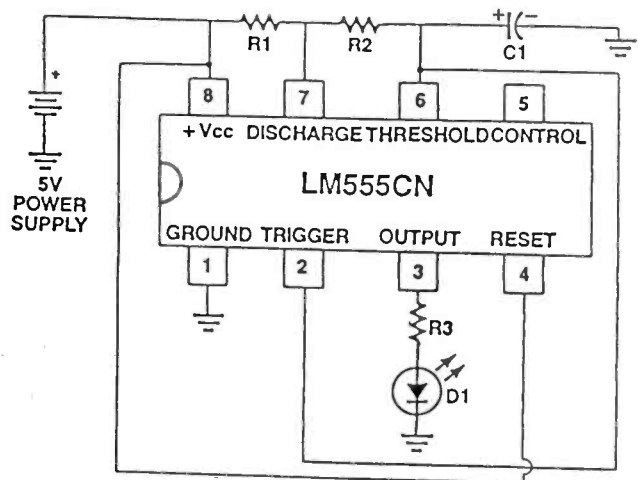 R1
R2
+ -
C1
+
8 7 6 5
+Vcc DISCHARGE THRESHOLD CONTROL
LM555CN
5V
POWER
SUPPLY
GROUND TRIGGER OUTPUT RESET
1 2 3 4
R3
D1